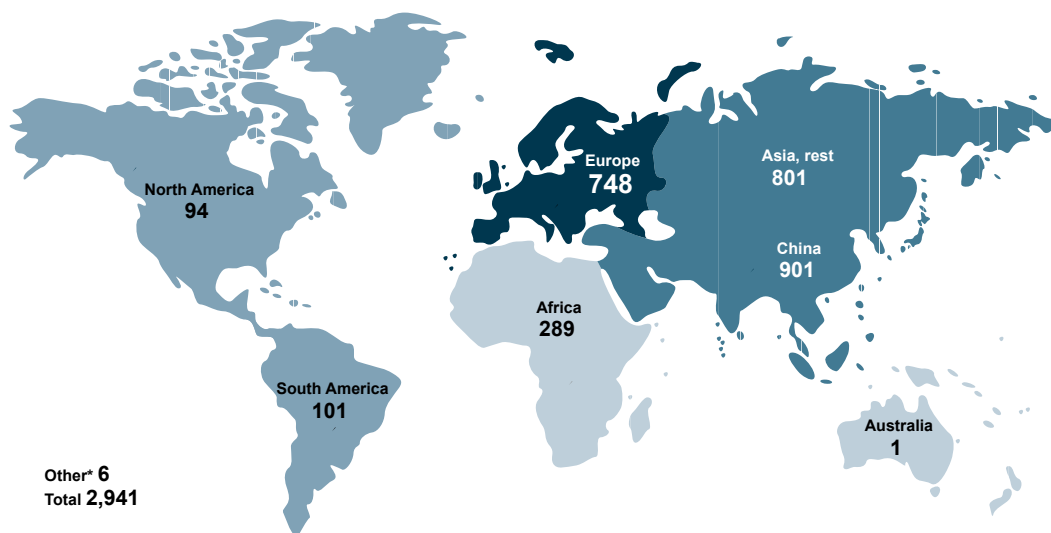 Europe
748
Asia, rest
801
North America
94
China
901
Africa
289
South America
101
Australia
1
Other* 6
Total 2,941